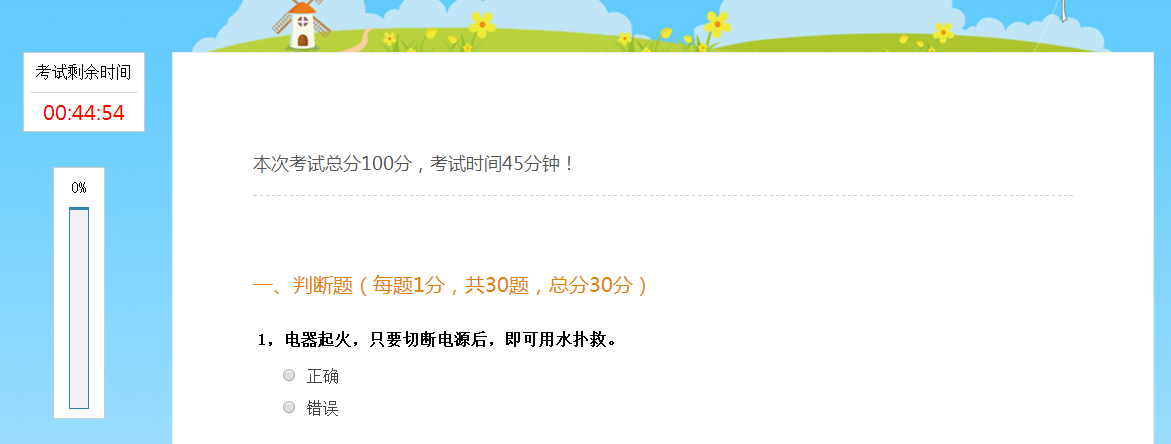 考试剩余时间
00:44:54
0%
本次考试总分100分，考试时间45分钟！
一、判断题（每题1分，共30题，总分30分）
1，电器起火，只要切断电源后，即可用水扑救。
正确
错误